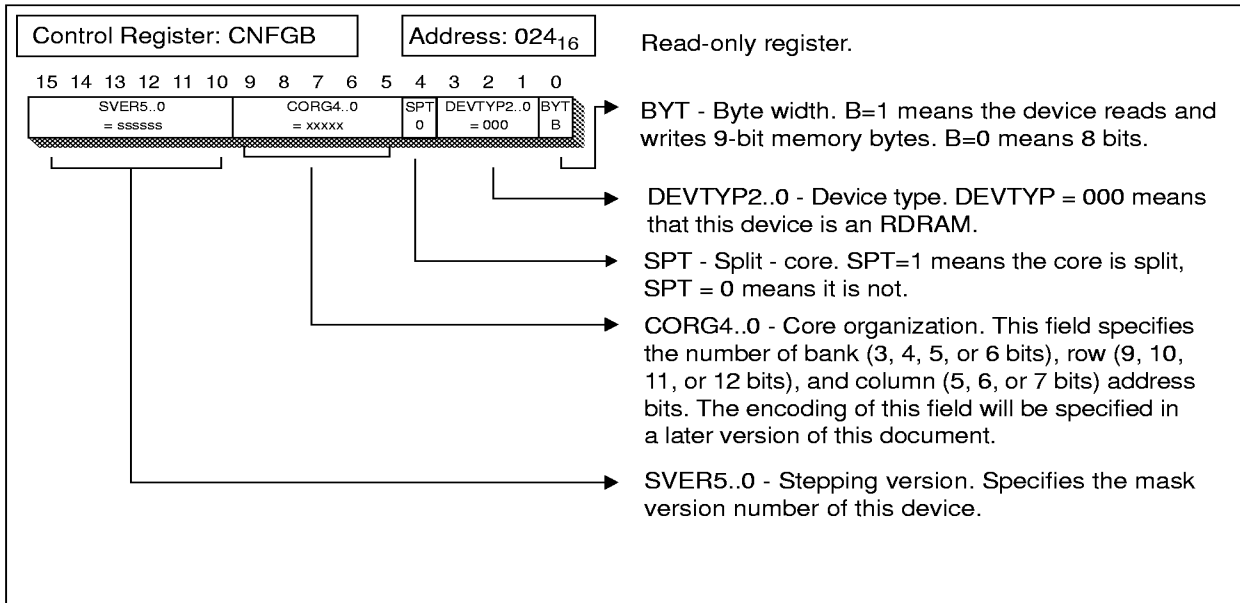 Control Register: CNFGB
Address: 024₁₆
Read-only register.
15 14 13 12 11 10 9 8 7 6 5 4 3 2 1 0
SVER5..0 CORG4..0 SPT DEVTYP2..0 BYT
= ssssss = xxxxx 0 = 000 B
BYT - Byte width. B=1 means the device reads and
writes 9-bit memory bytes. B=0 means 8 bits.
DEVTYP2..0 - Device type. DEVTYP = 000 means
that this device is an RDRAM.
SPT - Split - core. SPT=1 means the core is split,
SPT = 0 means it is not.
CORG4..0 - Core organization. This field specifies
the number of bank (3, 4, 5, or 6 bits), row (9, 10,
11, or 12 bits), and column (5, 6, or 7 bits) address
bits. The encoding of this field will be specified in
a later version of this document.
SVER5..0 - Stepping version. Specifies the mask
version number of this device.